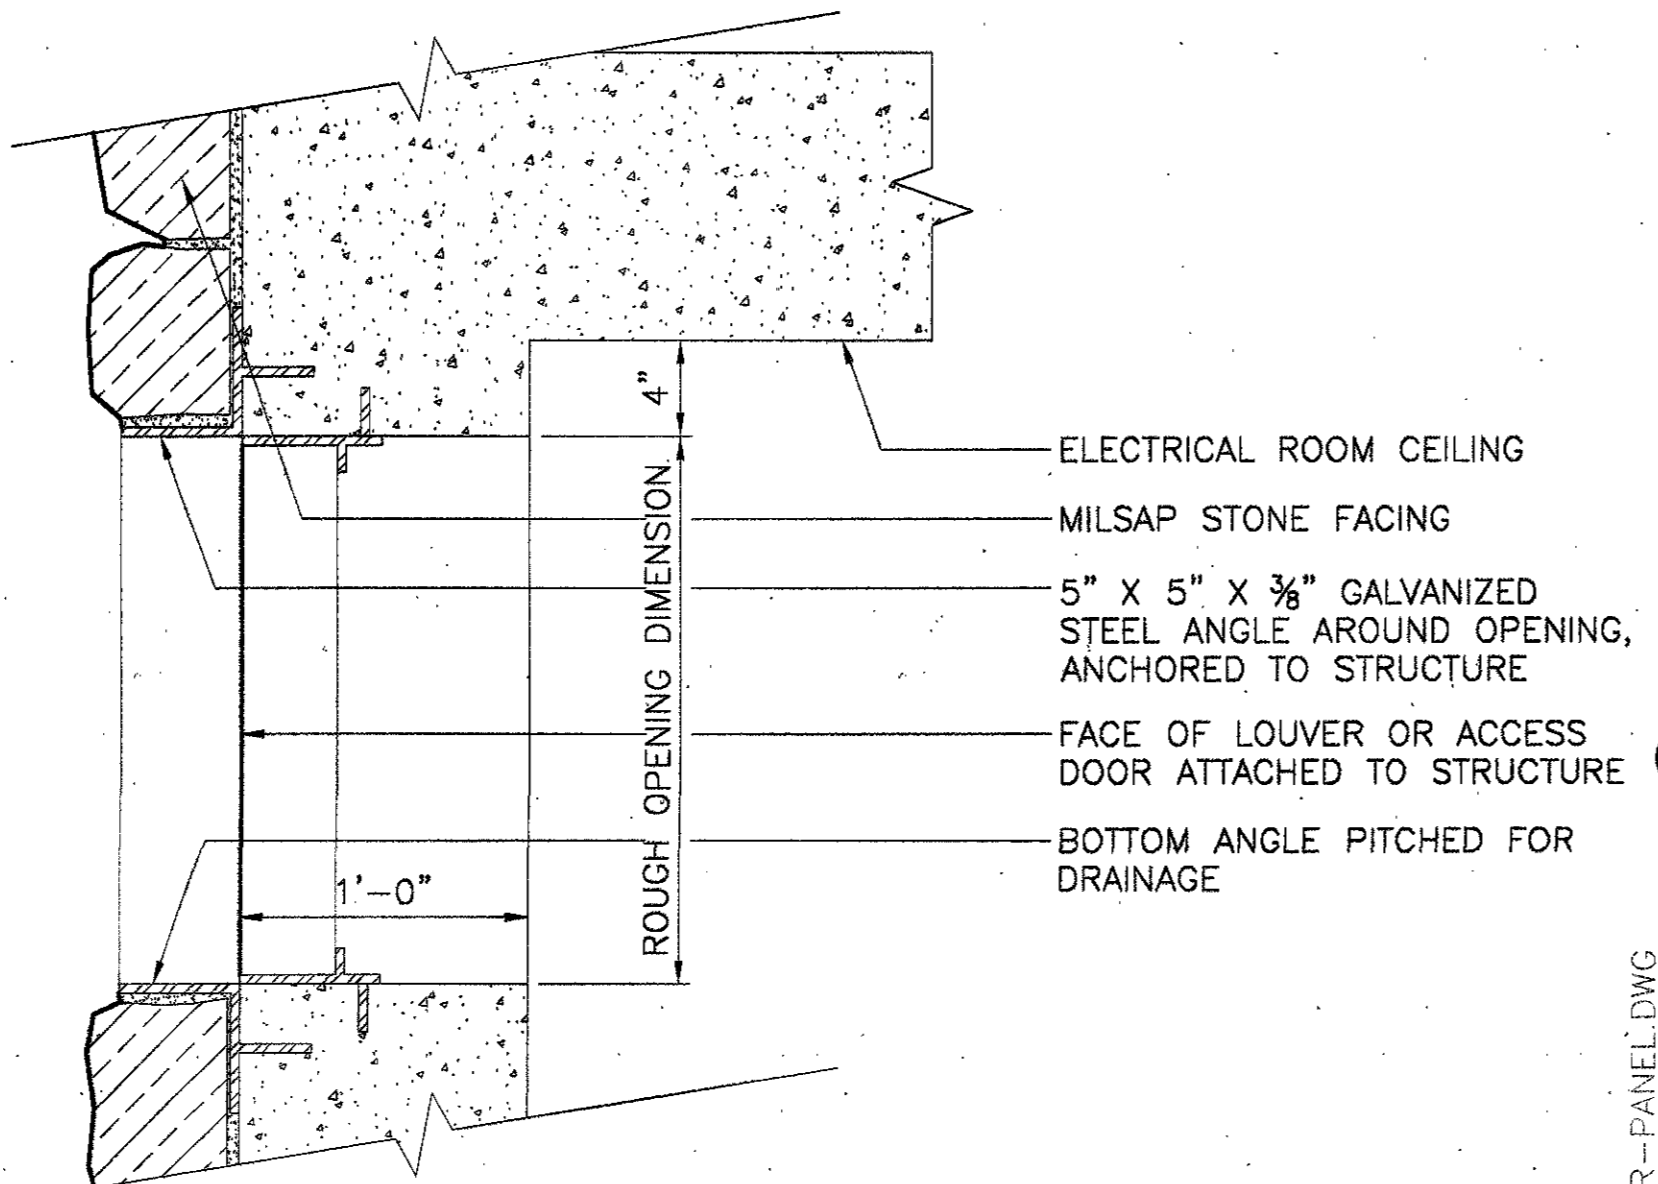 4"
ELECTRICAL ROOM CEILING
MILSAP STONE FACING
5" X 5" X ⅜" GALVANIZED
STEEL ANGLE AROUND OPENING,
ANCHORED TO STRUCTURE
FACE OF LOUVER OR ACCESS
DOOR ATTACHED TO STRUCTURE
BOTTOM ANGLE PITCHED FOR
DRAINAGE
ROUGH OPENING DIMENSION
1'-0"
R-PANEL.DWG